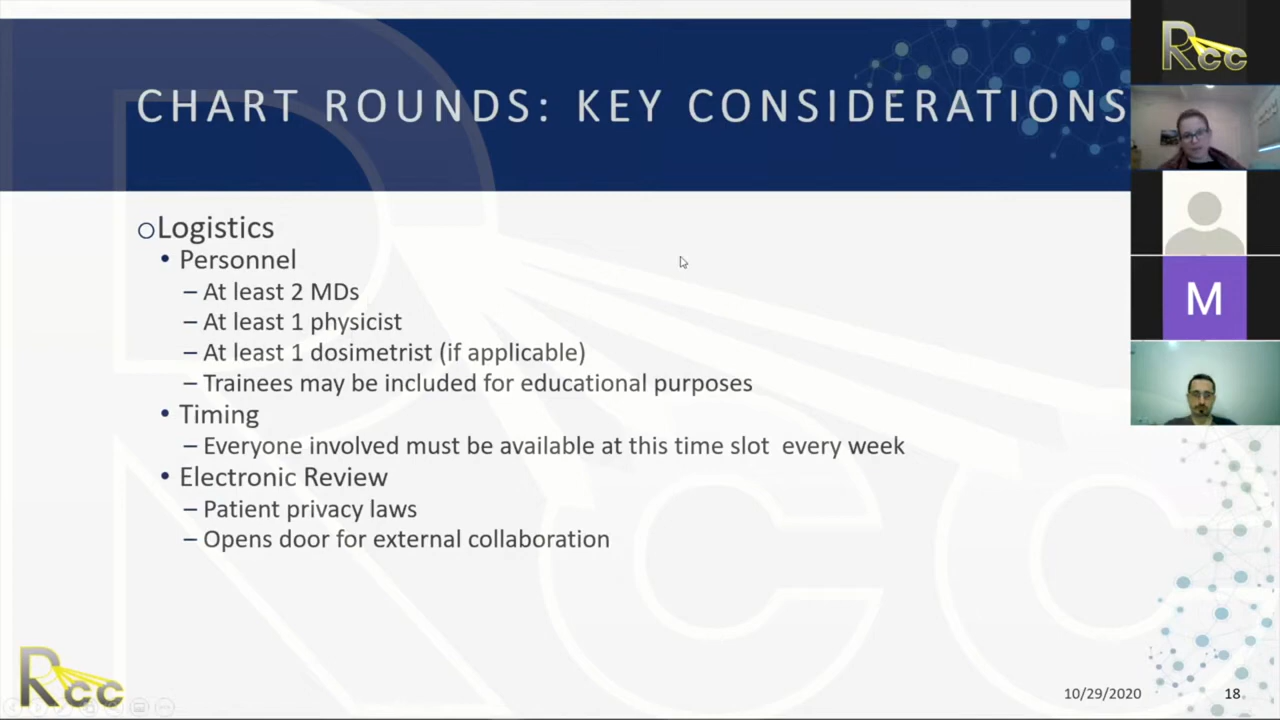 CHART ROUNDS: KEY CONSIDERATIONS
Rcc
Logistics
• Personnel
– At least 2 MDs
– At least 1 physicist
– At least 1 dosimetrist (if applicable)
– Trainees may be included for educational purposes
• Timing
– Everyone involved must be available at this time slot every week
• Electronic Review
– Patient privacy laws
– Opens door for external collaboration
M
Rcc
10/29/2020
18